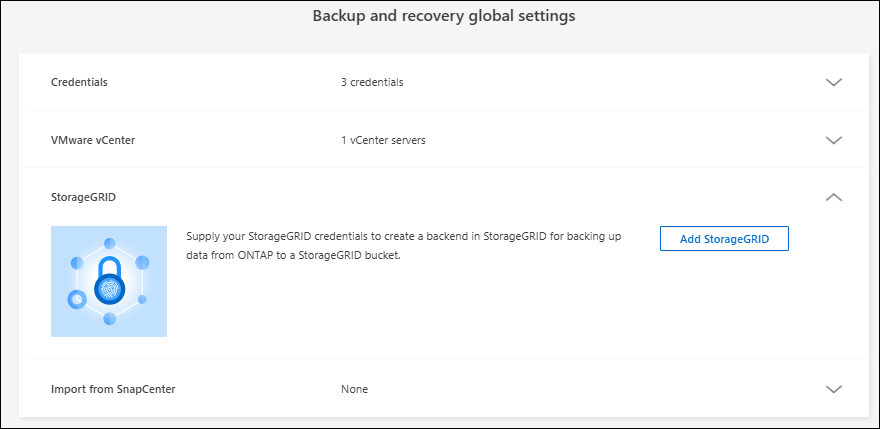 Backup and recovery global settings
Credentials 3 credentials
VMware vCenter 1 vCenter servers
StorageGRID
Supply your StorageGRID credentials to create a backend in StorageGRID for backing up
data from ONTAP to a StorageGRID bucket.
Add StorageGRID
Import from SnapCenter None